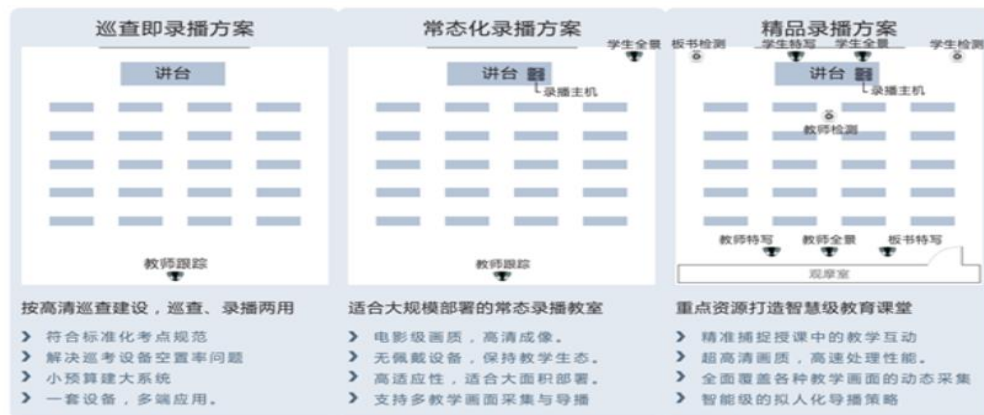 巡查即录播方案
讲台
教师跟踪
按高清巡查建设，巡查、录播两用
符合标准化考点规范
解决巡考设备空置率问题
小预算建大系统
一套设备，多端应用。
常态化录播方案
学生全景
讲台
录播主机
教师跟踪
适合大规模部署的常态录播教室
电影级画质，高清成像。
无佩戴设备，保持教学生态。
高适应性，适合大面积部署。
支持多教学画面采集与导播
精品录播方案
板书检测 学生特写 学生全景 学生检测
讲台
录播主机
教师检测
教师特写 教师全景 板书特写
观摩室
重点资源打造智慧级教育课堂
精准捕捉授课中的教学互动
超高清画质，高速处理性能。
全面覆盖各种教学画面的动态采集
智能级的拟人化导播策略